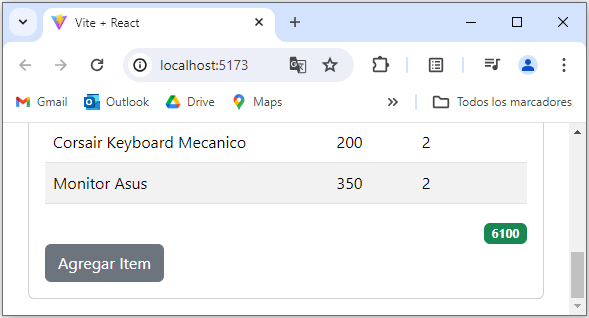 Vite + React
localhost:5173
Gmail Outlook Drive Maps » Todos los marcadores
Corsair Keyboard Mecanico 200 2
Monitor Asus 350 2
6100
Agregar Item